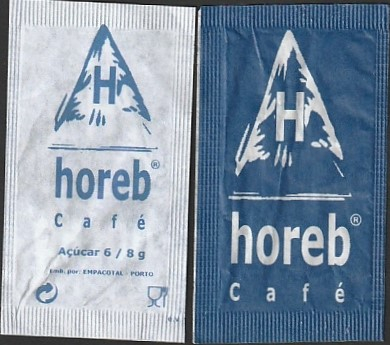 H
horeb®
Café
Açúcar 6 / 8 g
Emb. por: EMPACOTAL - PORTO
H
horeb®
Café